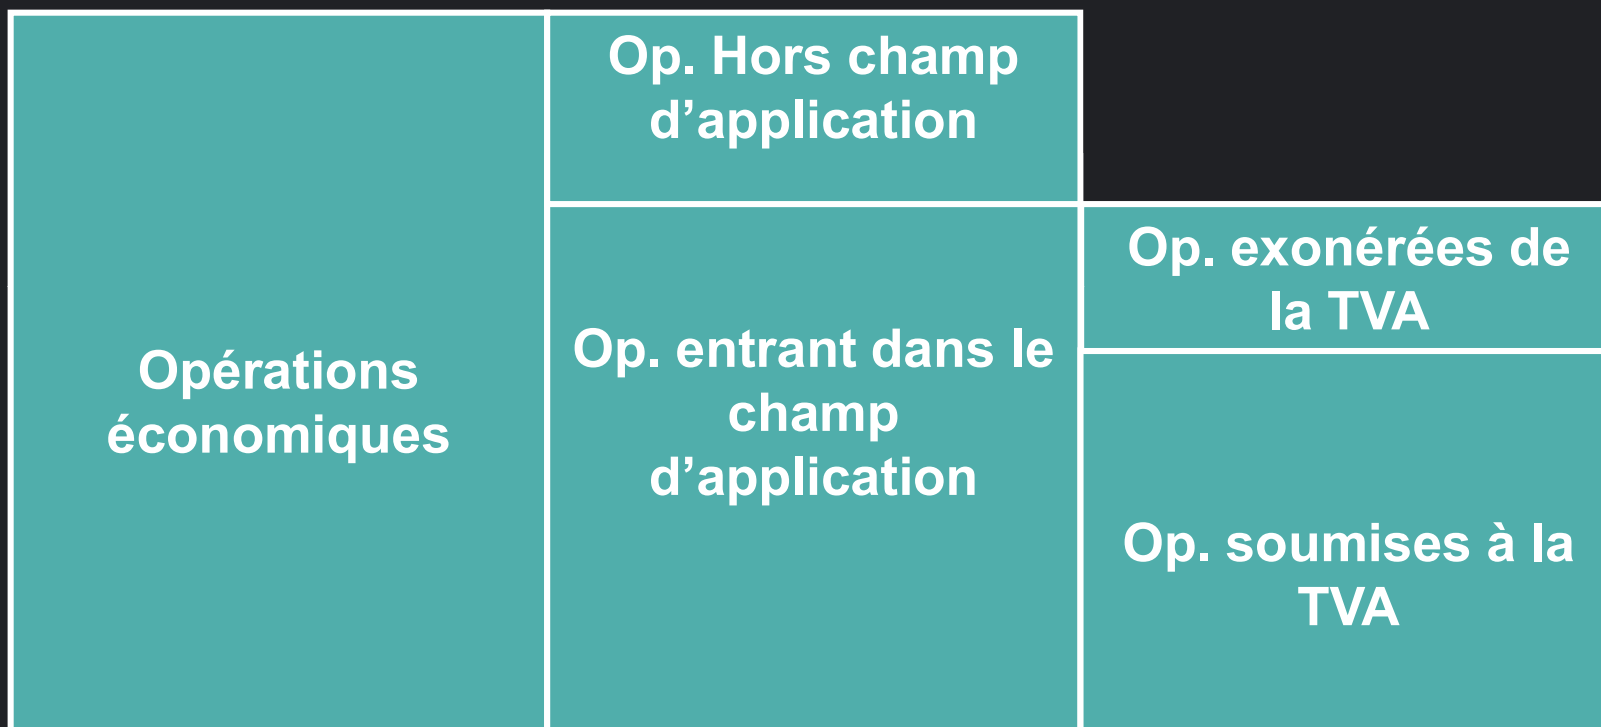 Opérations
économiques
Op. Hors champ
d’application
Op. entrant dans le
champ
d’application
Op. exonérées de
la TVA
Op. soumises à la
TVA